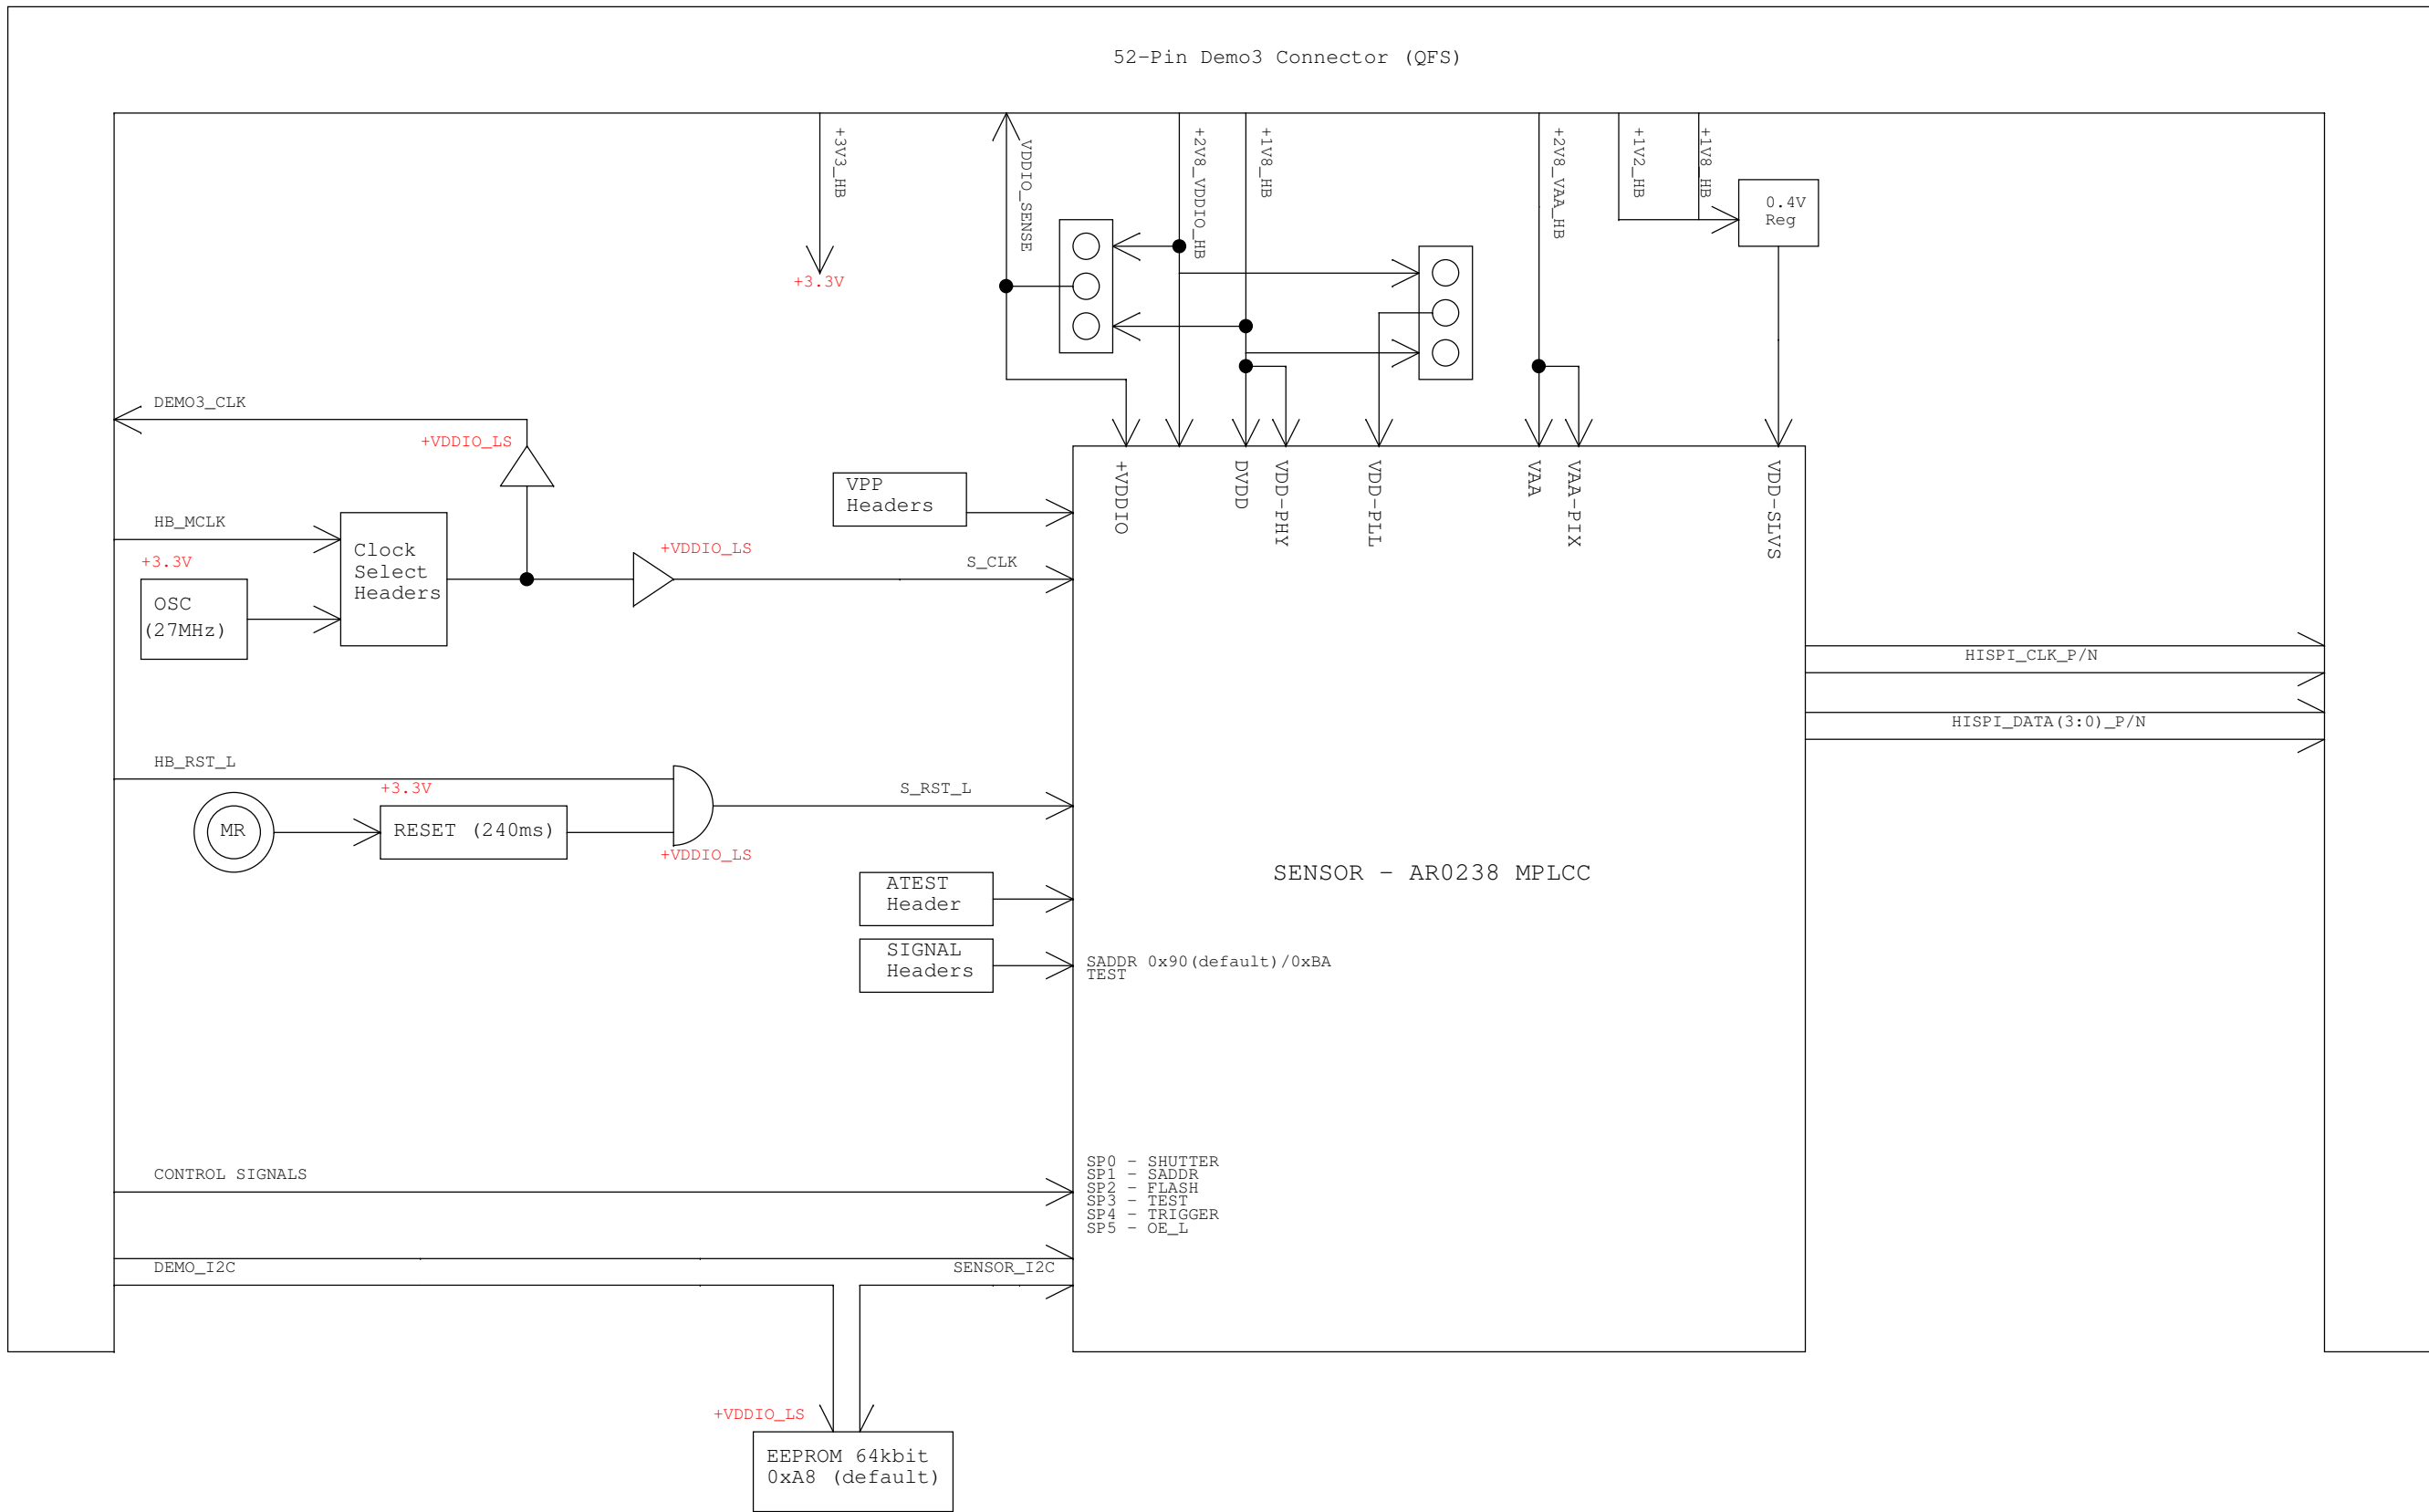 52-Pin Demo3 Connector (QFS)
+3V3_HB
VDDIO_SENSE
+2V8_VDDIO_HB
+1V8_HB
+2V8_VAA_HB
+1V2_HB
+1V8_HB
0.4V
Reg
+3.3V
DEMO3_CLK
+VDDIO_LS
+VDDIO
DVDD
VDD-PHY
VDD-PLL
VAA
VAA-PIX
VDD-SLVS
VPP
Headers
HB_MCLK
+3.3V
OSC
(27MHz)
Clock
Select
Headers
+VDDIO_LS
S_CLK
HISPI_CLK_P/N
HISPI_DATA(3:0)_P/N
HB_RST_L
+3.3V
MR
RESET (240ms)
+VDDIO_LS
S_RST_L
SENSOR - AR0238 MPLCC
ATEST
Header
SIGNAL
Headers
SADDR 0x90(default)/0xBA
TEST
CONTROL SIGNALS
SP0 - SHUTTER
SP1 - SADDR
SP2 - FLASH
SP3 - TEST
SP4 - TRIGGER
SP5 - OE_L
DEMO_I2C
SENSOR_I2C
+VDDIO_LS
EEPROM 64kbit
0xA8 (default)